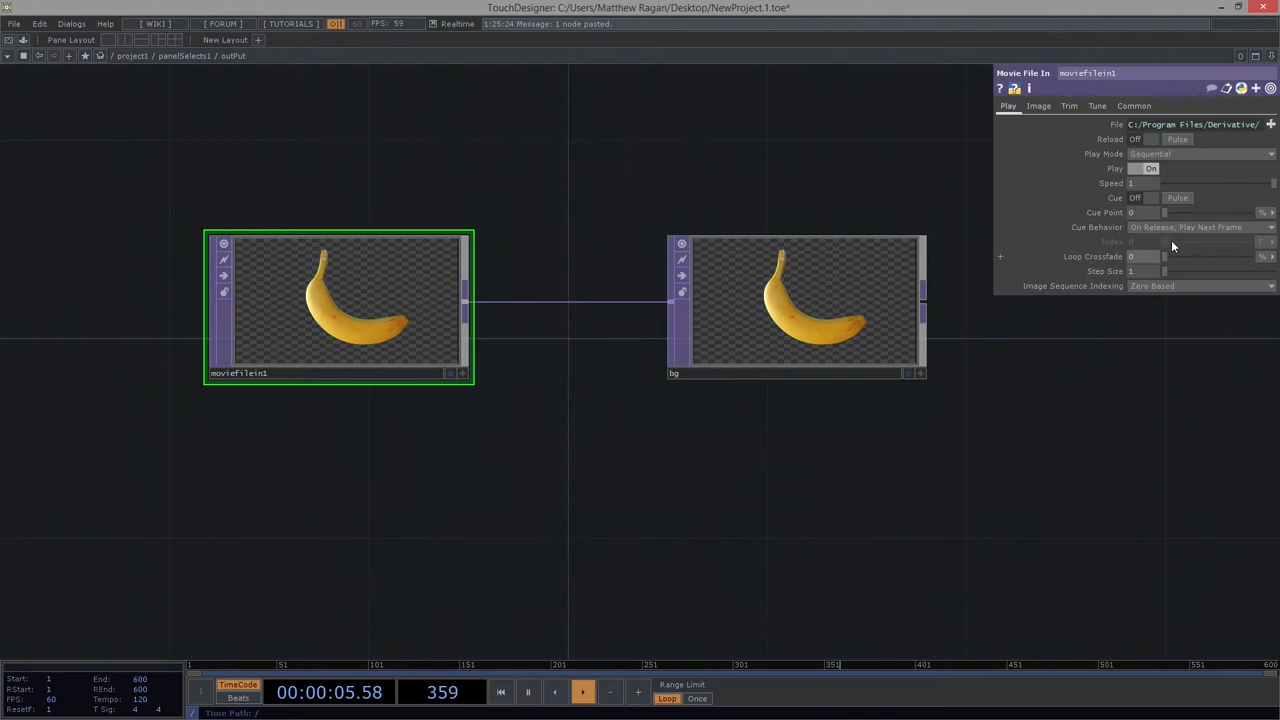 TouchDesigner: C:/Users/Matthew Ragan/Desktop/NewProject.1.toe*
File Edit Dialogs Help [ WIKI ] [ FORUM ] [ TUTORIALS ] O|I 60 FPS: 59 Realtime 1:25:24 Message: 1 node pasted.
Pane Layout New Layout +
/ project1 / panelSelects1 / outPut
0
Movie File In moviefilein1
? i
Play Image Trim Tune Common
File C:/Program Files/Derivative/
Reload Off Pulse
Play Mode Sequential
Play On
Speed 1
Cue Off Pulse
Cue Point 0 %
Cue Behavior On Release, Play Next Frame
Index 0 F
Loop Crossfade 0 %
Step Size 1
Image Sequence Indexing Zero Based
moviefilein1
bg
1 51 101 151 201 251 301 351 401 451 501 551 600
Start: 1 End: 600
RStart: 1 REnd: 600
FPS: 60 Tempo: 120
ResetF: 1 T Sig: 4 4
TimeCode
Beats
00:00:05.58 359
Range Limit
Loop Once
/ Time Path: /